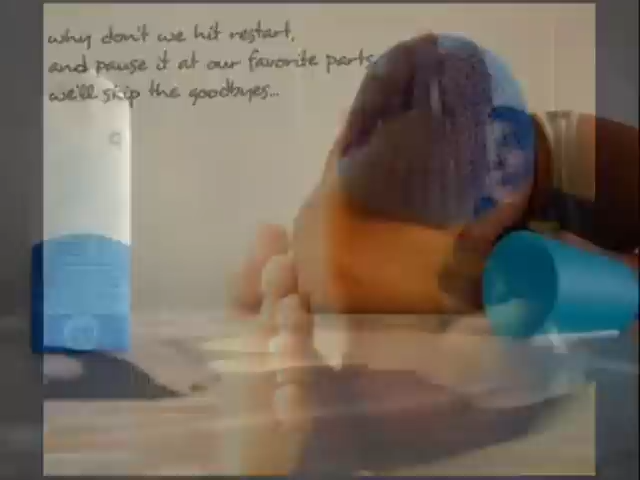 why don't we hit restart,
and pause it at our favorite parts
we'll skip the goodbyes...